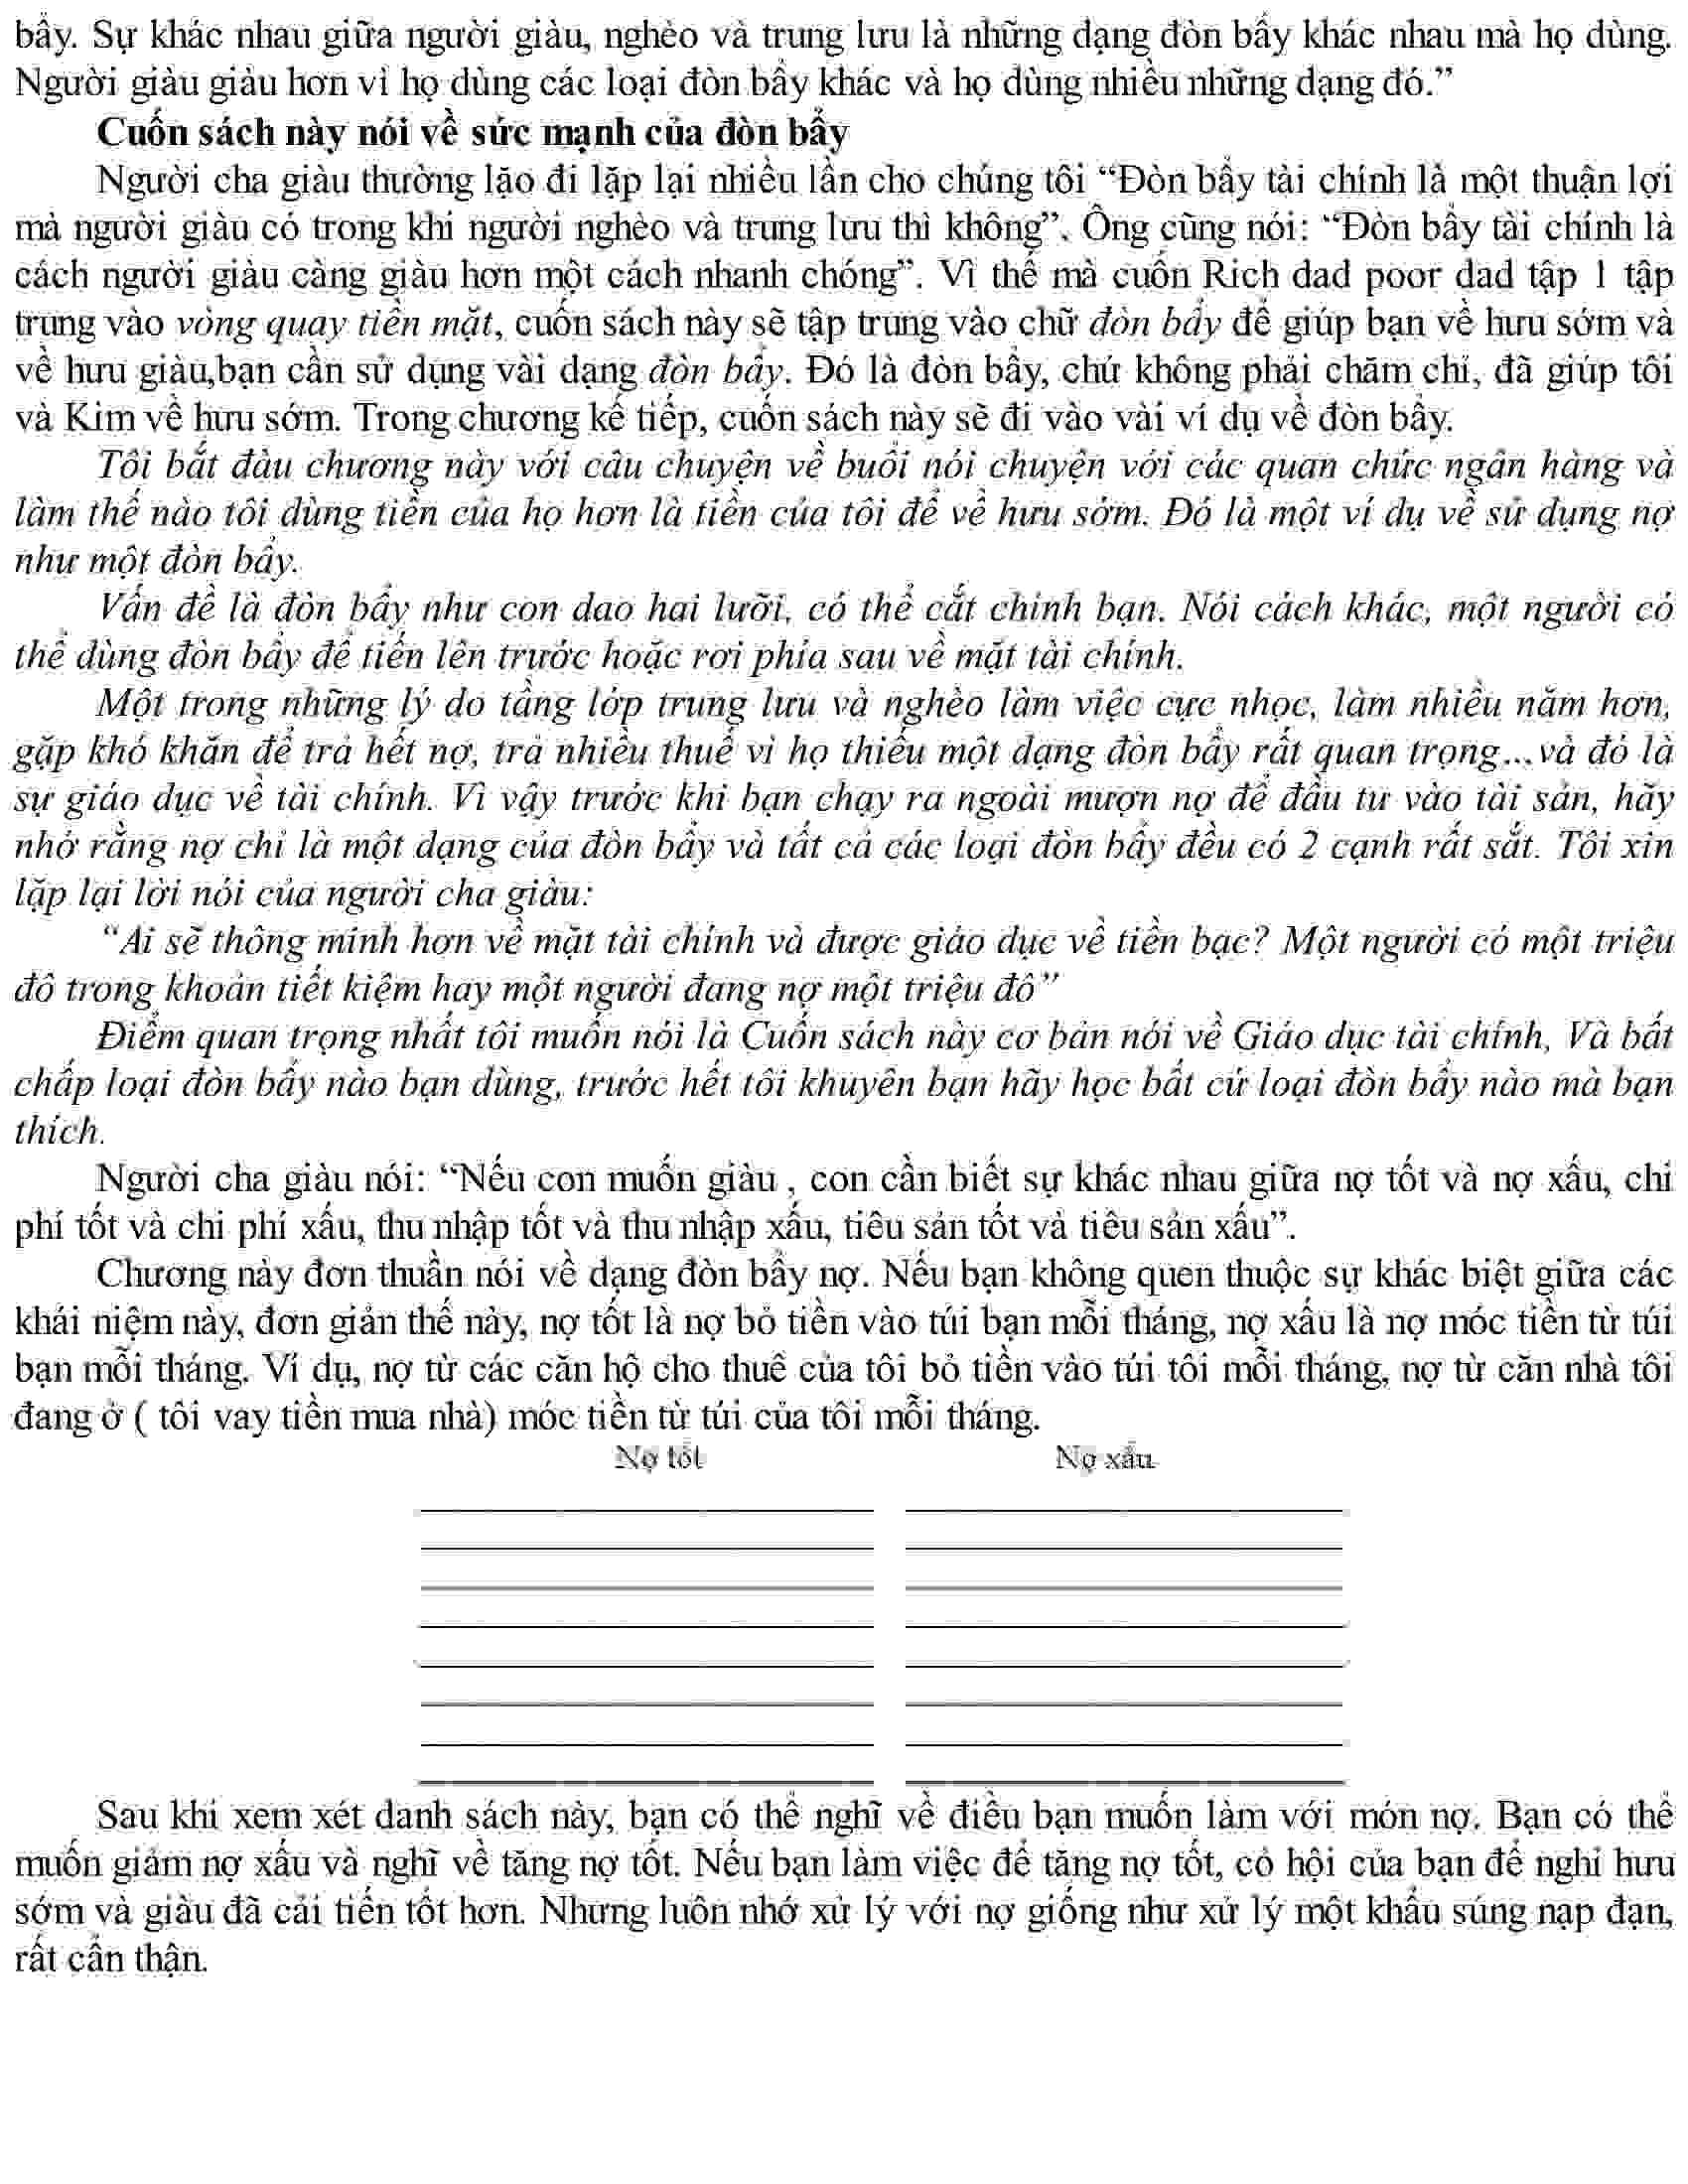 bẩy. Sự khác nhau giữa người giàu, nghèo và trung lưu là những dạng đòn bẩy khác nhau mà họ dùng.
Người giàu giàu hơn vì họ dùng các loại đòn bẩy khác và họ dùng nhiều những dạng đó.”
Cuốn sách này nói về sức mạnh của đòn bẩy
Người cha giàu thường lặo đi lặp lại nhiều lần cho chúng tôi “Đòn bẩy tài chính là một thuận lợi
mà người giàu có trong khi người nghèo và trung lưu thì không”. Ông cũng nói: “Đòn bẩy tài chính là
cách người giàu càng giàu hơn một cách nhanh chóng”. Vì thế mà cuốn Rich dad poor dad tập 1 tập
trung vào vòng quay tiền mặt, cuốn sách này sẽ tập trung vào chữ đòn bẩy để giúp bạn về hưu sớm và
về hưu giàu,bạn cần sử dụng vài dạng đòn bẩy. Đó là đòn bẩy, chứ không phải chăm chỉ, đã giúp tôi
và Kim về hưu sớm. Trong chương kế tiếp, cuốn sách này sẽ đi vào vài ví dụ về đòn bẩy.
Tôi bắt đầu chương này với câu chuyện về buổi nói chuyện với các quan chức ngân hàng và
làm thế nào tôi dùng tiền của họ hơn là tiền của tôi để về hưu sớm. Đó là một ví dụ về sử dụng nợ
như một đòn bẩy.
Vấn đề là đòn bẩy như con dao hai lưỡi, có thể cắt chính bạn. Nói cách khác, một người có
thể dùng đòn bẩy để tiến lên trước hoặc rơi phía sau về mặt tài chính.
Một trong những lý do tầng lớp trung lưu và nghèo làm việc cực nhọc, làm nhiều năm hơn,
gặp khó khăn để trả hết nợ, trả nhiều thuế vì họ thiếu một dạng đòn bẩy rất quan trọng...và đó là
sự giáo dục về tài chính. Vì vậy trước khi bạn chạy ra ngoài mượn nợ để đầu tư vào tài sản, hãy
nhớ rằng nợ chỉ là một dạng của đòn bẩy và tất cả các loại đòn bẩy đều có 2 cạnh rất sắt. Tôi xin
lặp lại lời nói của người cha giàu:
“Ai sẽ thông minh hơn về mặt tài chính và được giáo dục về tiền bạc? Một người có một triệu
đô trong khoản tiết kiệm hay một người đang nợ một triệu đô”
Điểm quan trọng nhất tôi muốn nói là Cuốn sách này cơ bản nói về Giáo dục tài chính, Và bất
chấp loại đòn bẩy nào bạn dùng, trước hết tôi khuyên bạn hãy học bất cứ loại đòn bẩy nào mà bạn
thích.
Người cha giàu nói: “Nếu con muốn giàu , con cần biết sự khác nhau giữa nợ tốt và nợ xấu, chi
phí tốt và chi phí xấu, thu nhập tốt và thu nhập xấu, tiêu sản tốt và tiêu sản xấu”.
Chương này đơn thuần nói về dạng đòn bẩy nợ. Nếu bạn không quen thuộc sự khác biệt giữa các
khái niệm này, đơn giản thế này, nợ tốt là nợ bỏ tiền vào túi bạn mỗi tháng, nợ xấu là nợ móc tiền từ túi
bạn mỗi tháng. Ví dụ, nợ từ các căn hộ cho thuê của tôi bỏ tiền vào túi tôi mỗi tháng, nợ từ căn nhà tôi
đang ở ( tôi vay tiền mua nhà) móc tiền từ túi của tôi mỗi tháng.
Nợ tốt Nợ xấu
Sau khi xem xét danh sách này, bạn có thể nghĩ về điều bạn muốn làm với món nợ. Bạn có thể
muốn giảm nợ xấu và nghĩ về tăng nợ tốt. Nếu bạn làm việc để tặng nợ tốt, cỏ hội của bạn để nghỉ hưu
sớm và giàu đã cải tiến tốt hơn. Nhưng luôn nhớ xử lý với nợ giống như xử lý một khẩu súng nạp đạn,
rất cẩn thận.